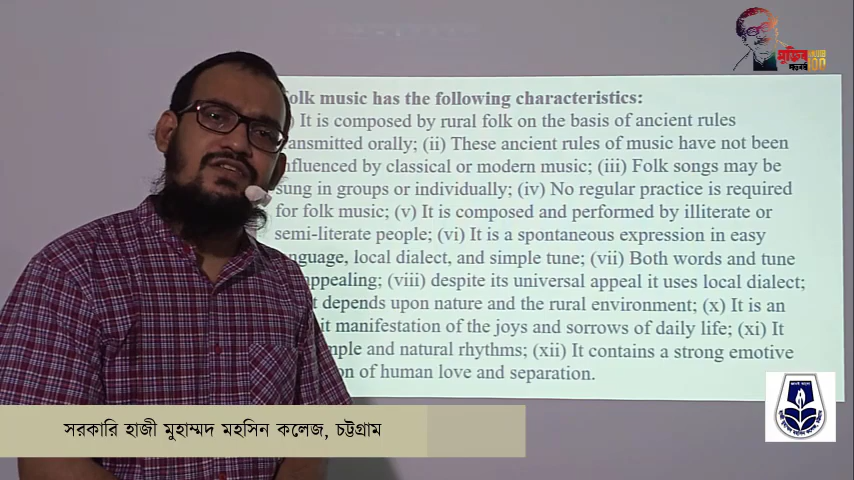 মুজিব
শতবর্ষ
100
olk music has the following characteristics:
) It is composed by rural folk on the basis of ancient rules
ansmitted orally; (ii) These ancient rules of music have not been
nfluenced by classical or modern music; (iii) Folk songs may be
sung in groups or individually; (iv) No regular practice is required
for folk music; (v) It is composed and performed by illiterate or
semi-literate people; (vi) It is a spontaneous expression in easy
nguage, local dialect, and simple tune; (vii) Both words and tune
appealing; (viii) despite its universal appeal it uses local dialect;
t depends upon nature and the rural environment; (x) It is an
it manifestation of the joys and sorrows of daily life; (xi) It
mple and natural rhythms; (xii) It contains a strong emotive
on of human love and separation.
সরকারি হাজী মুহাম্মদ মহসিন কলেজ, চট্টগ্রাম